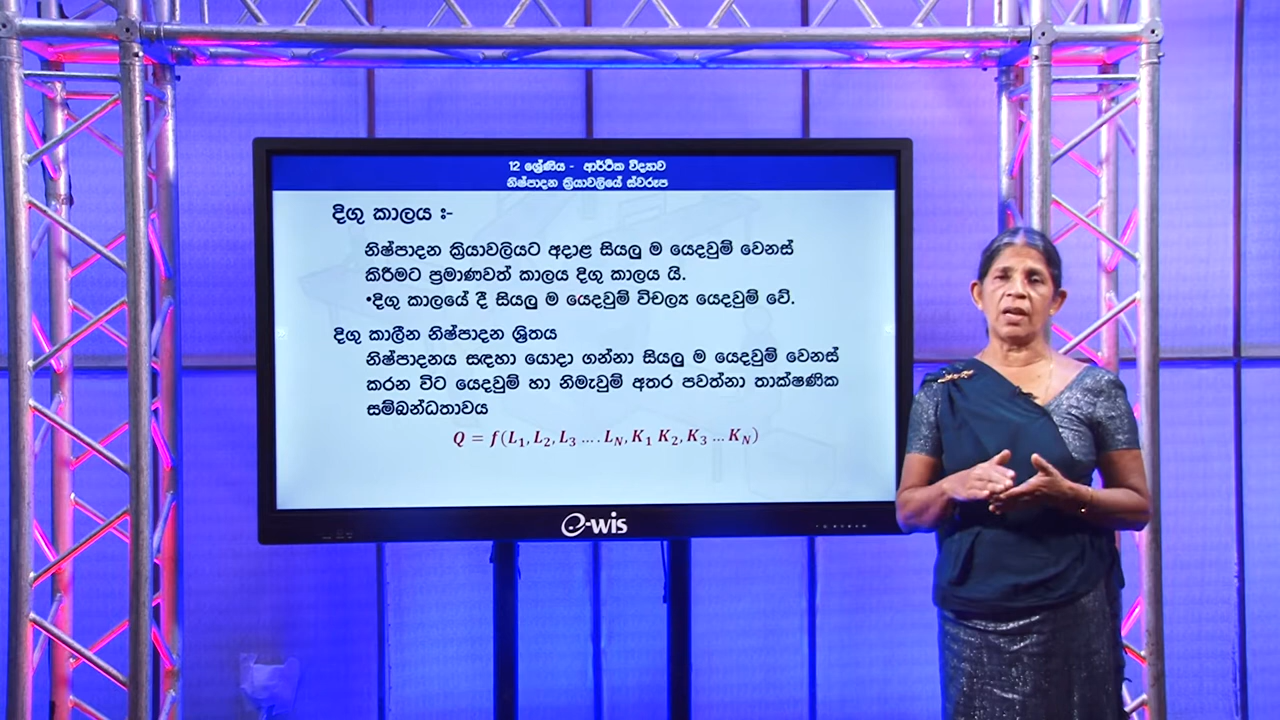 12 ශ්‍රේණිය - ආර්ථික විද්‍යාව
නිෂ්පාදන ක්‍රියාවලියේ ස්වරූප
දිගු කාලය :-
නිෂ්පාදන ක්‍රියාවලියට අදාළ සියලු ම යෙදවුම් වෙනස්
කිරීමට ප්‍රමාණවත් කාලය දිගු කාලය යි.
•දිගු කාලයේ දී සියලු ම යෙදවුම් විචල්‍ය යෙදවුම් වේ.
දිගු කාලීන නිෂ්පාදන ශ්‍රිතය
නිෂ්පාදනය සඳහා යොදා ගන්නා සියලු ම යෙදවුම් වෙනස්
කරන විට යෙදවුම් හා නිමැවුම් අතර පවත්නා තාක්ෂණික
සම්බන්ධතාවය
Q = f(L₁, L₂, L₃ .... L_N, K₁ K₂, K₃ ... K_N)
e-wis